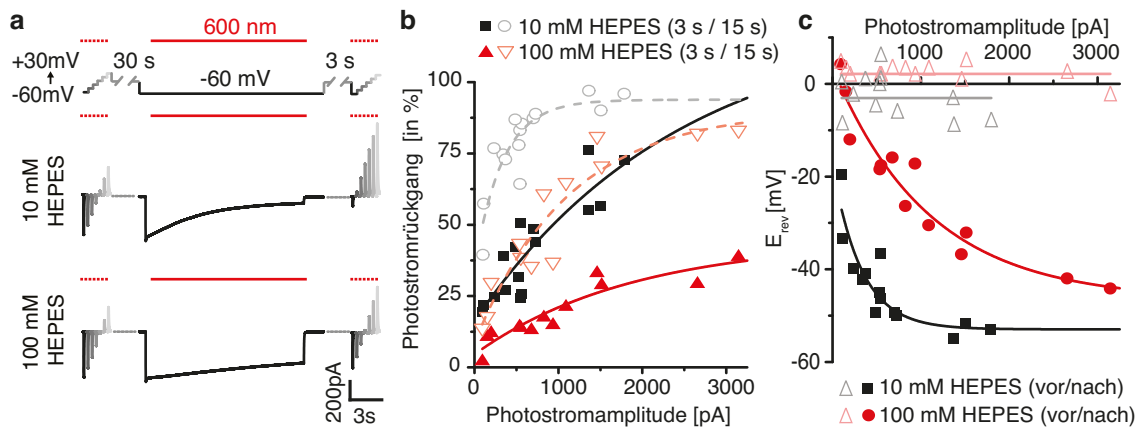 a
600 nm
+30mV
30 s
-60 mV
3 s
-60mV
10 mM
HEPES
100 mM
HEPES
200pA
3s
b
10 mM HEPES (3 s / 15 s)
100 mM HEPES (3 s / 15 s)
Photostromrückgang [in %]
100
75
50
25
0
0
1000
2000
3000
Photostromamplitude [pA]
c
Photostromamplitude [pA]
1000
2000
3000
E_rev [mV]
0
-20
-40
-60
10 mM HEPES (vor/nach)
100 mM HEPES (vor/nach)